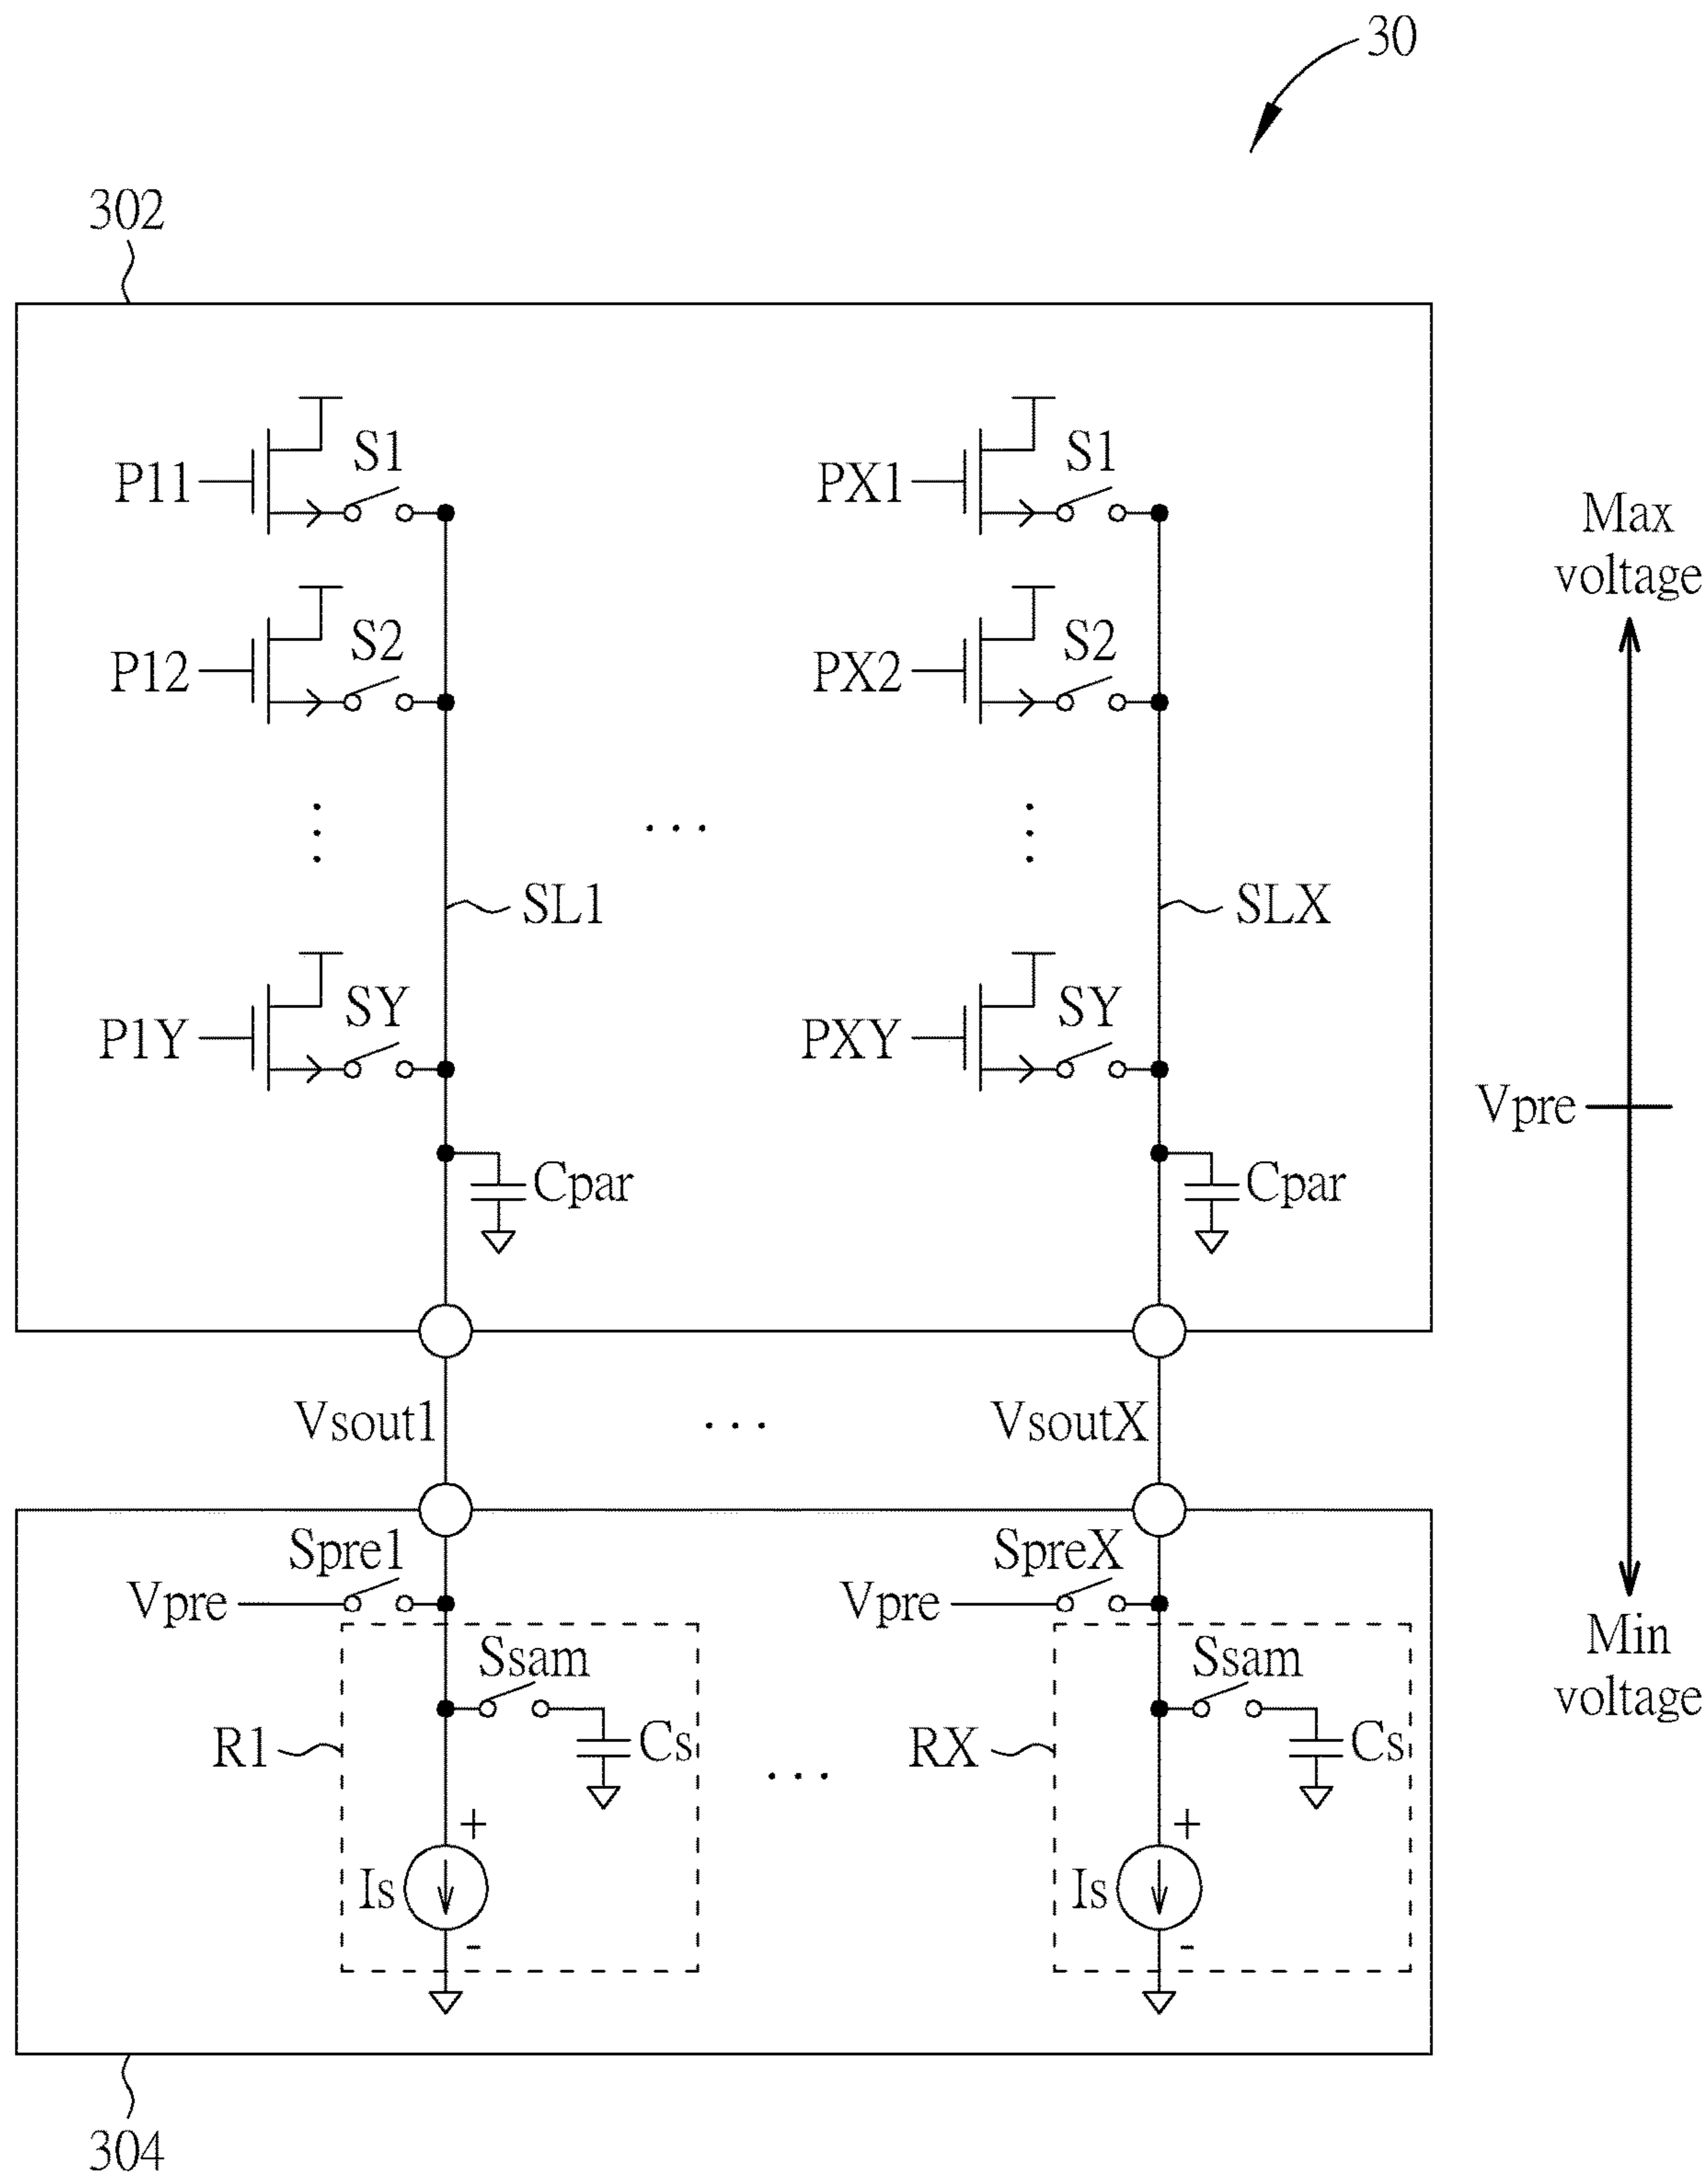 30
302
P11
S1
PX1
S1
Max
voltage
P12
S2
PX2
S2
...
SL1
SLX
P1Y
SY
PXY
SY
Vpre
Cpar
Cpar
Vsout1
...
VsoutX
Spre1
SpreX
Vpre
Vpre
Min
voltage
Ssam
Ssam
R1
Cs
...
RX
Cs
+
+
Is
Is
-
-
304